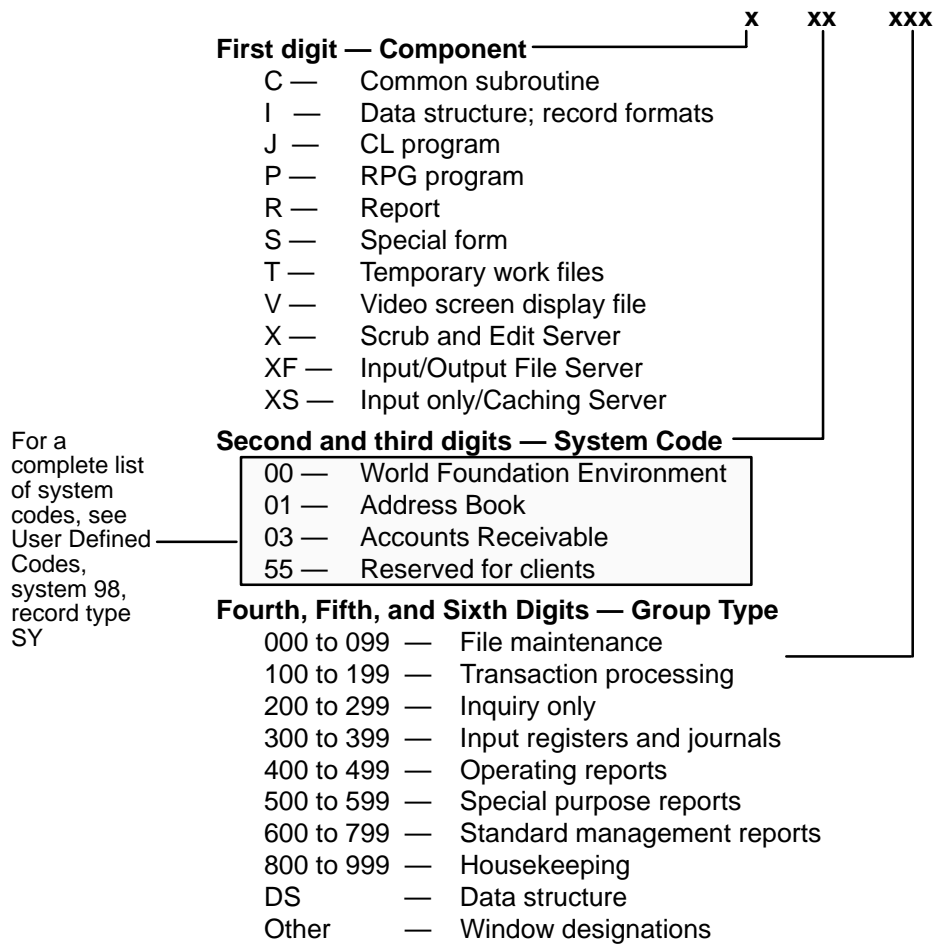 x xx xxx
First digit — Component
C — Common subroutine
I — Data structure; record formats
J — CL program
P — RPG program
R — Report
S — Special form
T — Temporary work files
V — Video screen display file
X — Scrub and Edit Server
XF — Input/Output File Server
XS — Input only/Caching Server
Second and third digits — System Code
00 — World Foundation Environment
01 — Address Book
03 — Accounts Receivable
55 — Reserved for clients
For a
complete list
of system
codes, see
User Defined
Codes,
system 98,
record type
SY
Fourth, Fifth, and Sixth Digits — Group Type
000 to 099 — File maintenance
100 to 199 — Transaction processing
200 to 299 — Inquiry only
300 to 399 — Input registers and journals
400 to 499 — Operating reports
500 to 599 — Special purpose reports
600 to 799 — Standard management reports
800 to 999 — Housekeeping
DS — Data structure
Other — Window designations